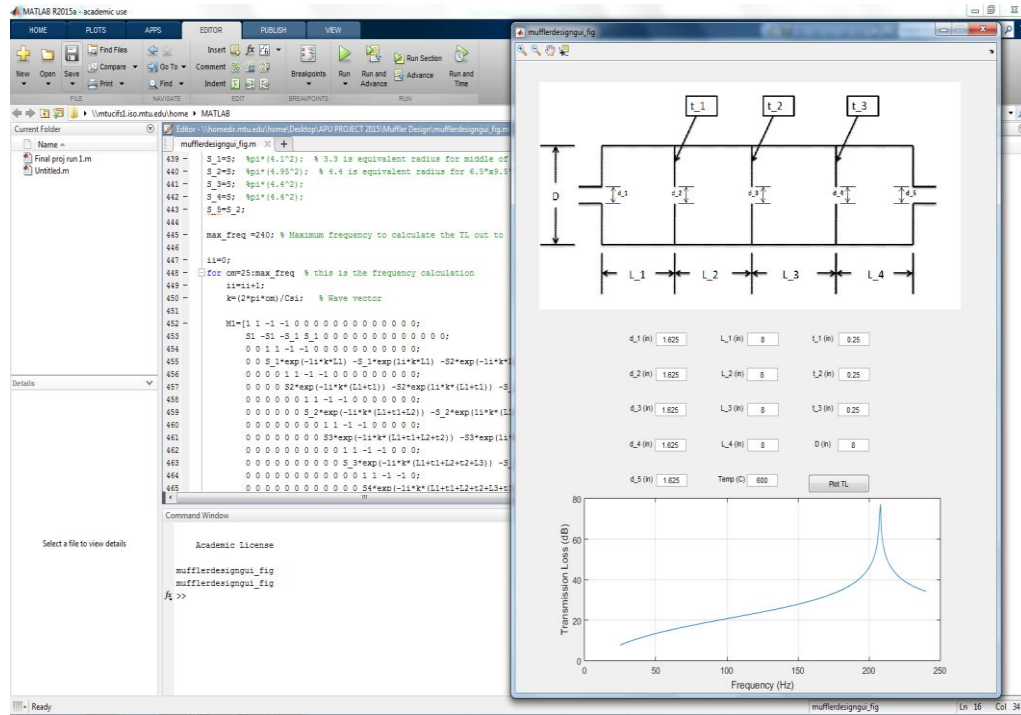 MATLAB R2015a - academic use
HOME PLOTS APPS EDITOR PUBLISH VIEW
New Open Save Find Files Compare Print
Go To Find
Insert fx
Comment
Indent
Breakpoints Run Run and Advance Run Section Advance Run and Time
FILE NAVIGATE EDIT BREAKPOINTS RUN
\\mtucifs1.iso.mtu.edu\home MATLAB
Current Folder
Name
Final proj run 1.m
Untitled.m
Details
Select a file to view details
Editor - \\homedir.mtu.edu\home\Desktop\APU PROJECT 2015\Muffler Design\mufflerdesigngui_fig.m
mufflerdesigngui_fig.m
439 S_1=S; %pi*(4.1^2); % 3.3 is equivalent radius for middle of
440 S_2=S; %pi*(4.95^2); % 4.4 is equivalent radius for 6.5"x9.5"
441 S_3=S; %pi*(4.4^2);
442 S_4=S; %pi*(4.4^2);
443 S_5=S_2;
444
445 max_freq =240; % Maximum frequency to calculate the TL out to
446
447 ii=0;
448 for om=25:max_freq % this is the frequency calculation
449 ii=ii+1;
450 k=(2*pi*om)/Csi; % Wave vector
451
452 M1=[1 1 -1 -1 0 0 0 0 0 0 0 0 0 0 0 0 0;
453 S1 -S1 -S_1 S_1 0 0 0 0 0 0 0 0 0 0 0 0 0;
454 0 0 1 1 -1 -1 0 0 0 0 0 0 0 0 0 0 0;
455 0 0 S_1*exp(-1i*k*L1) -S_1*exp(1i*k*L1) -S2*exp(-1i*k*
456 0 0 0 0 1 1 -1 -1 0 0 0 0 0 0 0 0 0;
457 0 0 0 0 S2*exp(-1i*k*(L1+t1)) -S2*exp(1i*k*(L1+t1))
458 0 0 0 0 0 0 1 1 -1 -1 0 0 0 0 0 0 0;
459 0 0 0 0 0 0 S_2*exp(-1i*k*(L1+t1+L2)) -S_2*exp(1i*k*
460 0 0 0 0 0 0 0 0 1 1 -1 -1 0 0 0 0 0;
461 0 0 0 0 0 0 0 0 S3*exp(-1i*k*(L1+t1+L2+t2))
462 0 0 0 0 0 0 0 0 0 0 1 1 -1 -1 0 0 0;
463 0 0 0 0 0 0 0 0 0 0 S_3*exp(-1i*k*(L1+t1+L2+t2+L3))
464 0 0 0 0 0 0 0 0 0 0 0 0 1 1 -1 -1 0;
465 0 0 0 0 0 0 0 0 0 0 0 0 S4*exp(-1i*k*(L1+t1+L2+t2+L3+
Command Window
Academic License
mufflerdesigngui_fig
mufflerdesigngui_fig
fx >>
mufflerdesigngui_fig
t_1 t_2 t_3
D d_1 d_2 d_3 d_4 d_5
L_1 L_2 L_3 L_4
d_1 (in) 1.625 L_1 (in) 8 t_1 (in) 0.25
d_2 (in) 1.625 L_2 (in) 8 t_2 (in) 0.25
d_3 (in) 1.625 L_3 (in) 8 t_3 (in) 0.25
d_4 (in) 1.625 L_4 (in) 8 D (in) 8
d_5 (in) 1.625 Temp (C) 600 Plot TL
Transmission Loss (dB)
80
60
40
20
0
0 50 100 150 200 250
Frequency (Hz)
Ready
mufflerdesigngui_fig Ln 16 Col 34